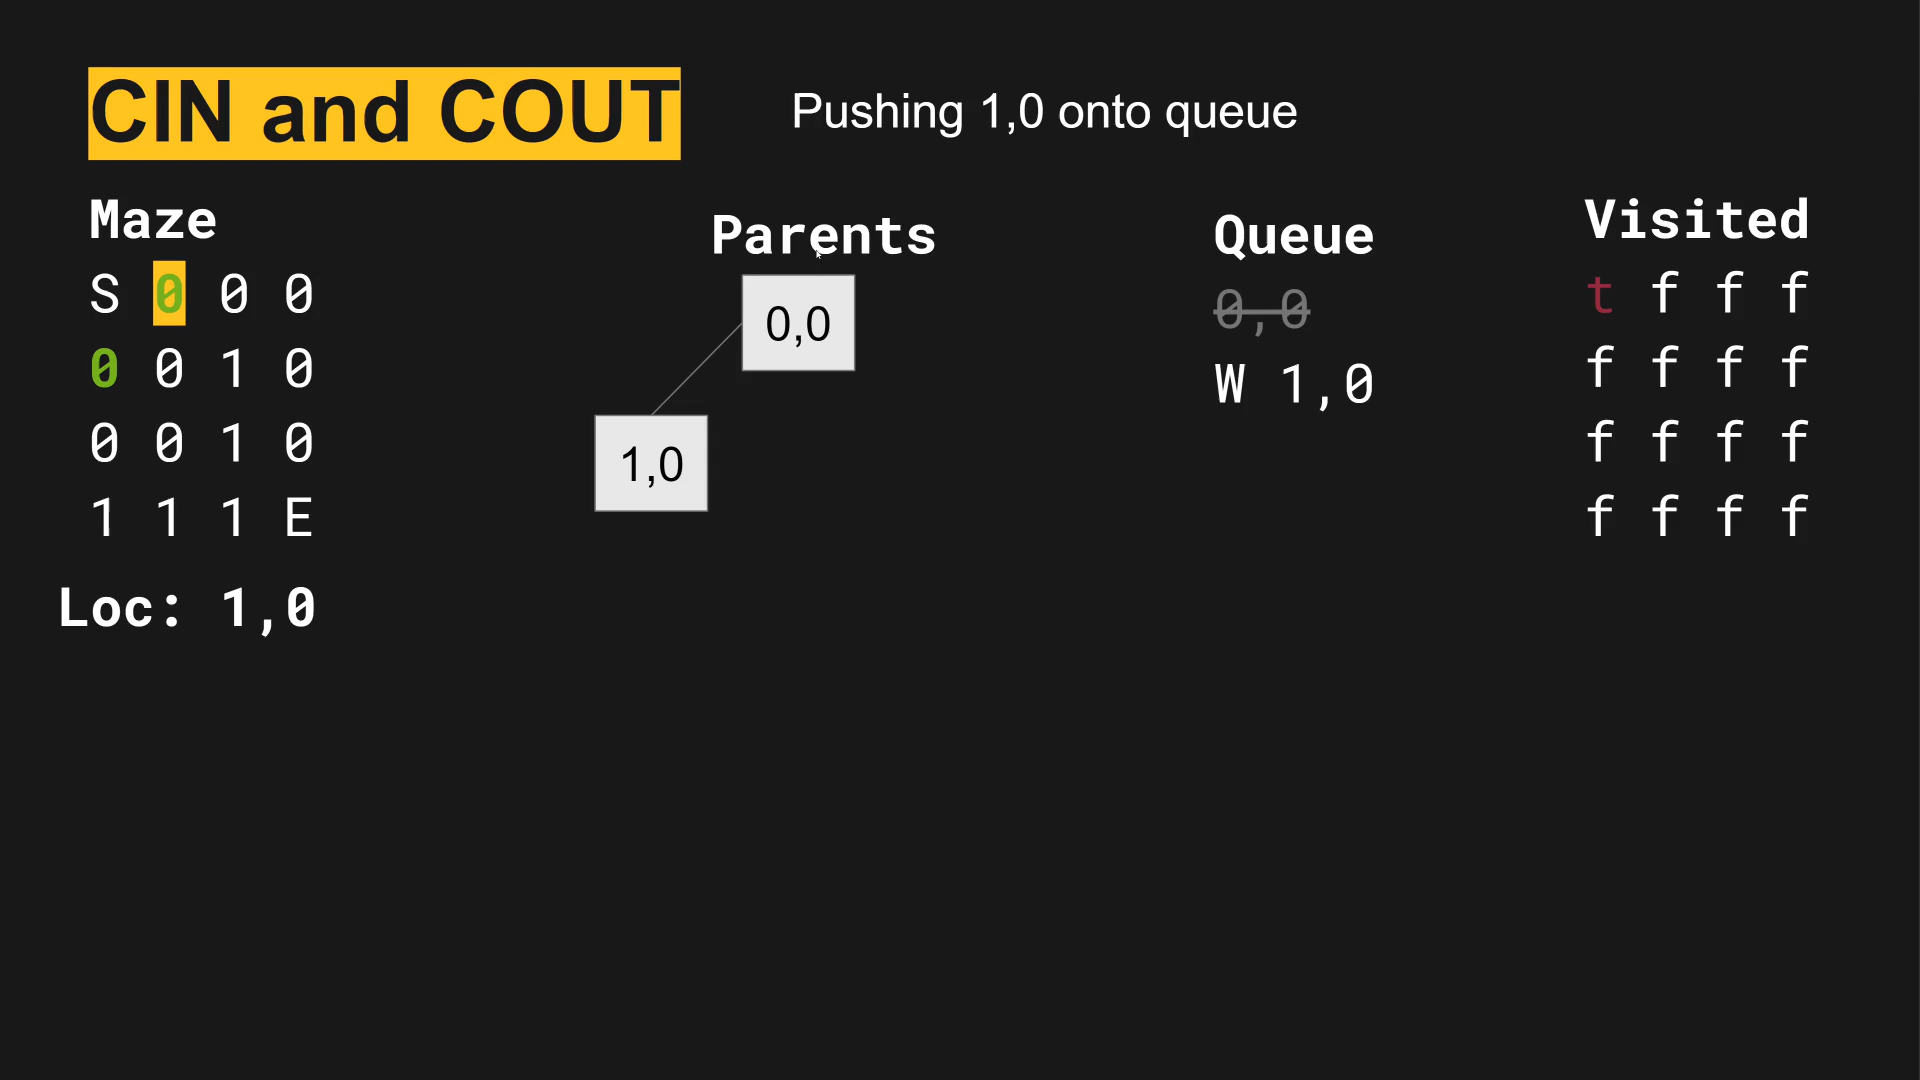 CIN and COUT
Pushing 1,0 onto queue
Maze
S 0 0 0
0 0 1 0
0 0 1 0
1 1 1 E
Loc: 1,0
Parents
0,0
1,0
Queue
0,0
W 1,0
Visited
t f f f
f f f f
f f f f
f f f f